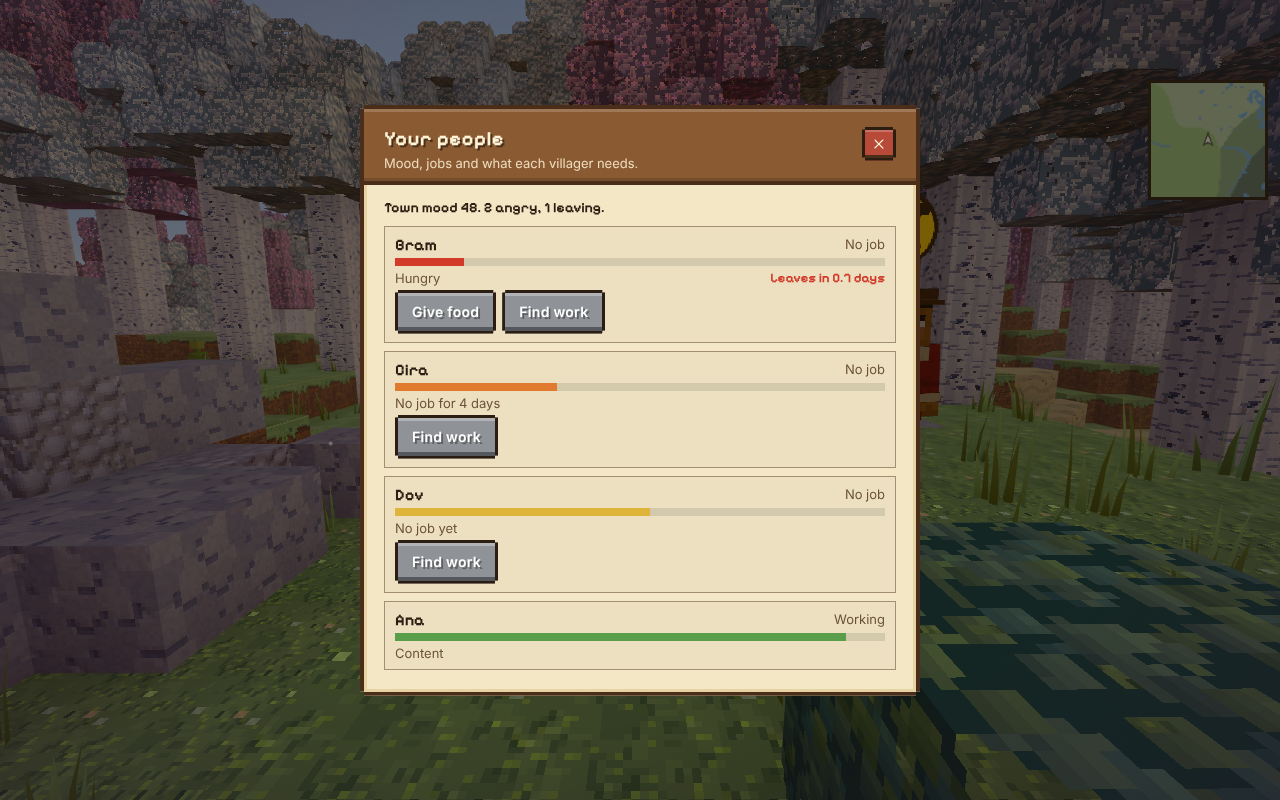 Your people
Mood, jobs and what each villager needs.
×
Town mood 48. 2 angry, 1 leaving.
Bram
No job
Hungry
Leaves in 0.7 days
Give food
Find work
Oira
No job
No job for 4 days
Find work
Dov
No job
No job yet
Find work
Ana
Working
Content